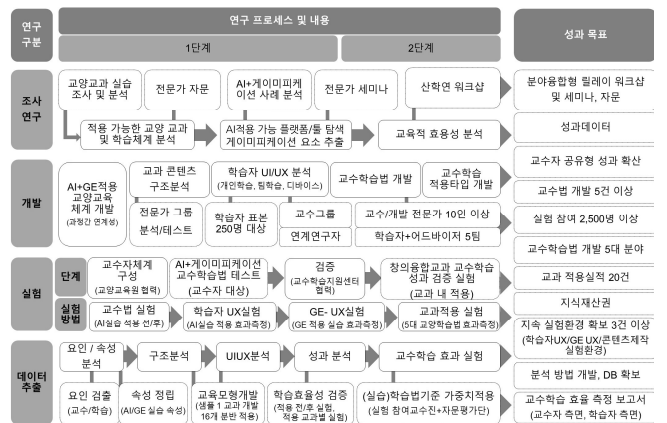 연구
구분
연구 프로세스 및 내용
1단계
2단계
성과 목표
조사
연구
교양교과 실습
조사 및 분석
전문가 자문
AI+게이미피케
이션 사례 분석
전문가 세미나
산학연 워크샵
적용 가능한 교양 교과
및 학습체계 분석
AI적용 가능 플랫폼/툴 탐색
게이미피케이션 요소 추출
교육적 효용성 분석
개발
AI+GE적용
교양교육
체계 개발
(과정간 연계성)
교과 콘텐츠
구조분석
학습자 UI/UX 분석
(개인학습, 팀학습, 디바이스)
교수학습법 개발
교수학습
적용타입 개발
전문가 그룹
분석/테스트
학습자 표본
250명 대상
교수그룹
연계연구자
교수/개발 전문가 10인 이상
학습자+어드바이저 5팀
실험
단계
교수자체계
구성
(교양교육원 협력)
AI+게이미피케이션
교수학습법 테스트
(교수자 대상)
검증
(교수학습지원센터
협력)
창의융합교과 교수학습
성과 검증 실험
(교과 내 적용)
실험
방법
교수법 실험
(AI실습 적용 선/후)
학습자 UX실험
(AI실습 적용 효과측정)
GE- UX실험
(GE 적용 실습 효과측정)
교과적용 실험
(5대 교양학습법 효과측정)
데이터
추출
요인 / 속성
분석
구조분석
UIUX분석
성과 분석
교수학습 효과 실험
요인 검출
(교수/학습)
속성 정립
(AI/GE 실습 속성)
교육모형개발
(샘플 1 교과 개발
16개 분반 적용)
학습효율성 검증
(적용 전/후 실험,
적용 교과별 실험)
(실습)학습법기준 가중치적용
(실험 참여교수진+자문평가단)
분야융합형 릴레이 워크샵
및 세미나, 자문
성과데이터
교수자 공유형 성과 확산
교수법 개발 5건 이상
실험 참여 2,500명 이상
교수학습법 개발 5대 분야
교과 적용실적 20건
지식재산권
지속 실험환경 확보 3건 이상
(학습자UX/GE UX/콘텐츠제작
실험환경)
분석 방법 개발, DB 확보
교수학습 효율 측정 보고서
(교수자 측면, 학습자 측면)